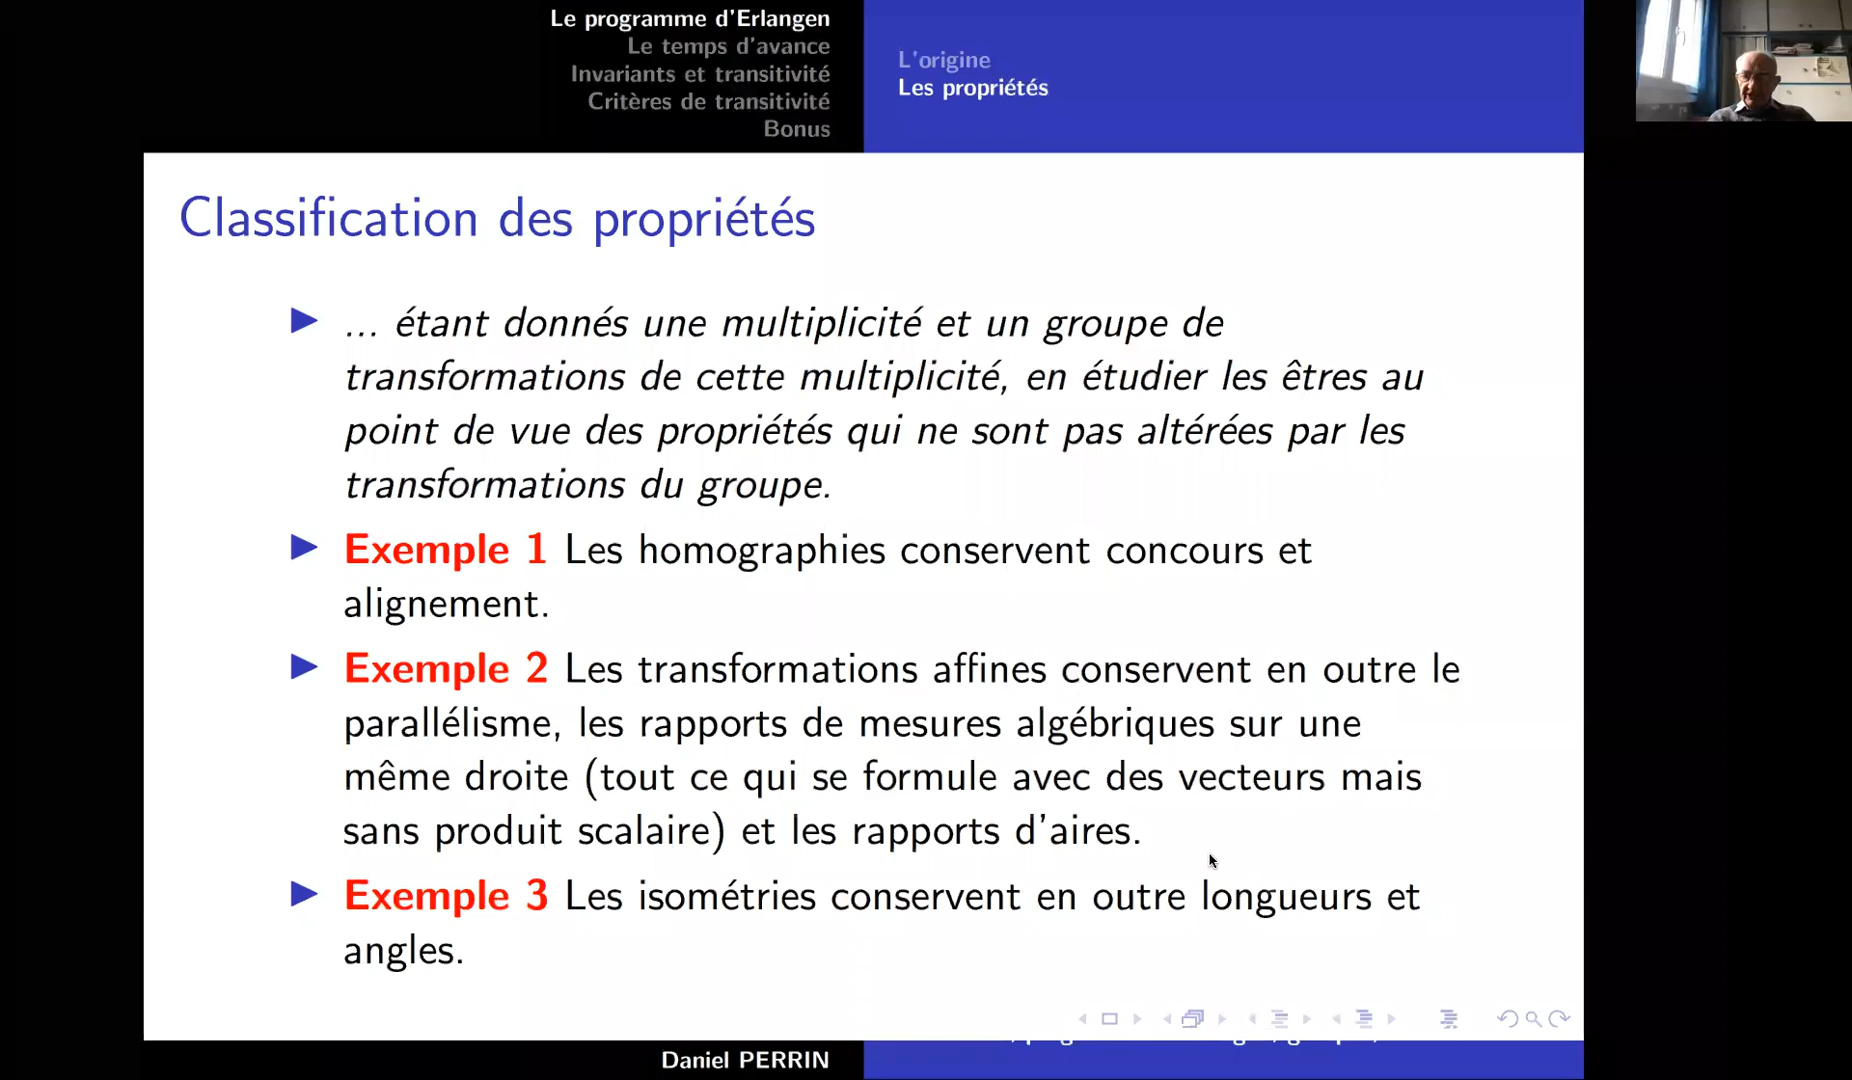 Le programme d'Erlangen
Le temps d'avance
Invariants et transitivité
Critères de transitivité
Bonus
L'origine
Les propriétés
Classification des propriétés
... étant donnés une multiplicité et un groupe de
transformations de cette multiplicité, en étudier les êtres au
point de vue des propriétés qui ne sont pas altérées par les
transformations du groupe.
Exemple 1 Les homographies conservent concours et
alignement.
Exemple 2 Les transformations affines conservent en outre le
parallélisme, les rapports de mesures algébriques sur une
même droite (tout ce qui se formule avec des vecteurs mais
sans produit scalaire) et les rapports d'aires.
Exemple 3 Les isométries conservent en outre longueurs et
angles.
Daniel PERRIN